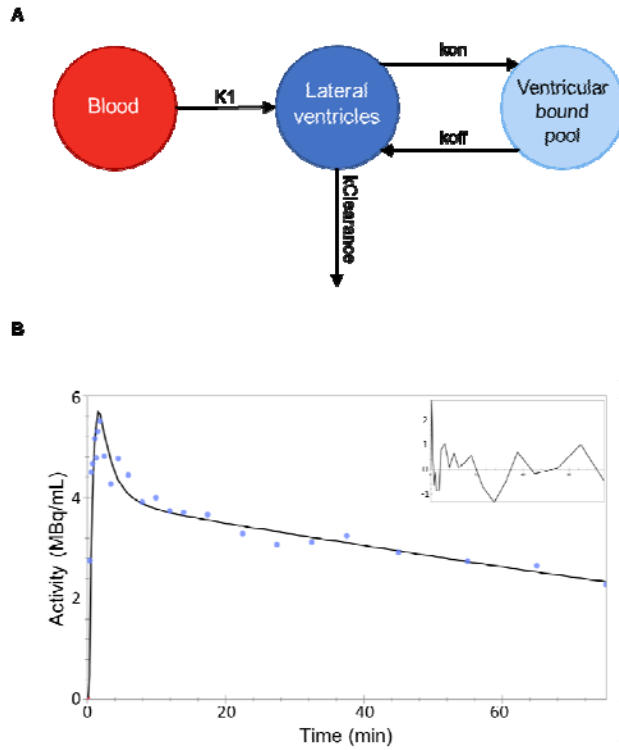 A
Blood
K1
Lateral
ventricles
kon
koff
Ventricular
bound
pool
kClearance
B
6
4
2
0
Activity (MBq/mL)
0
20
40
60
Time (min)
2
1
0
-1